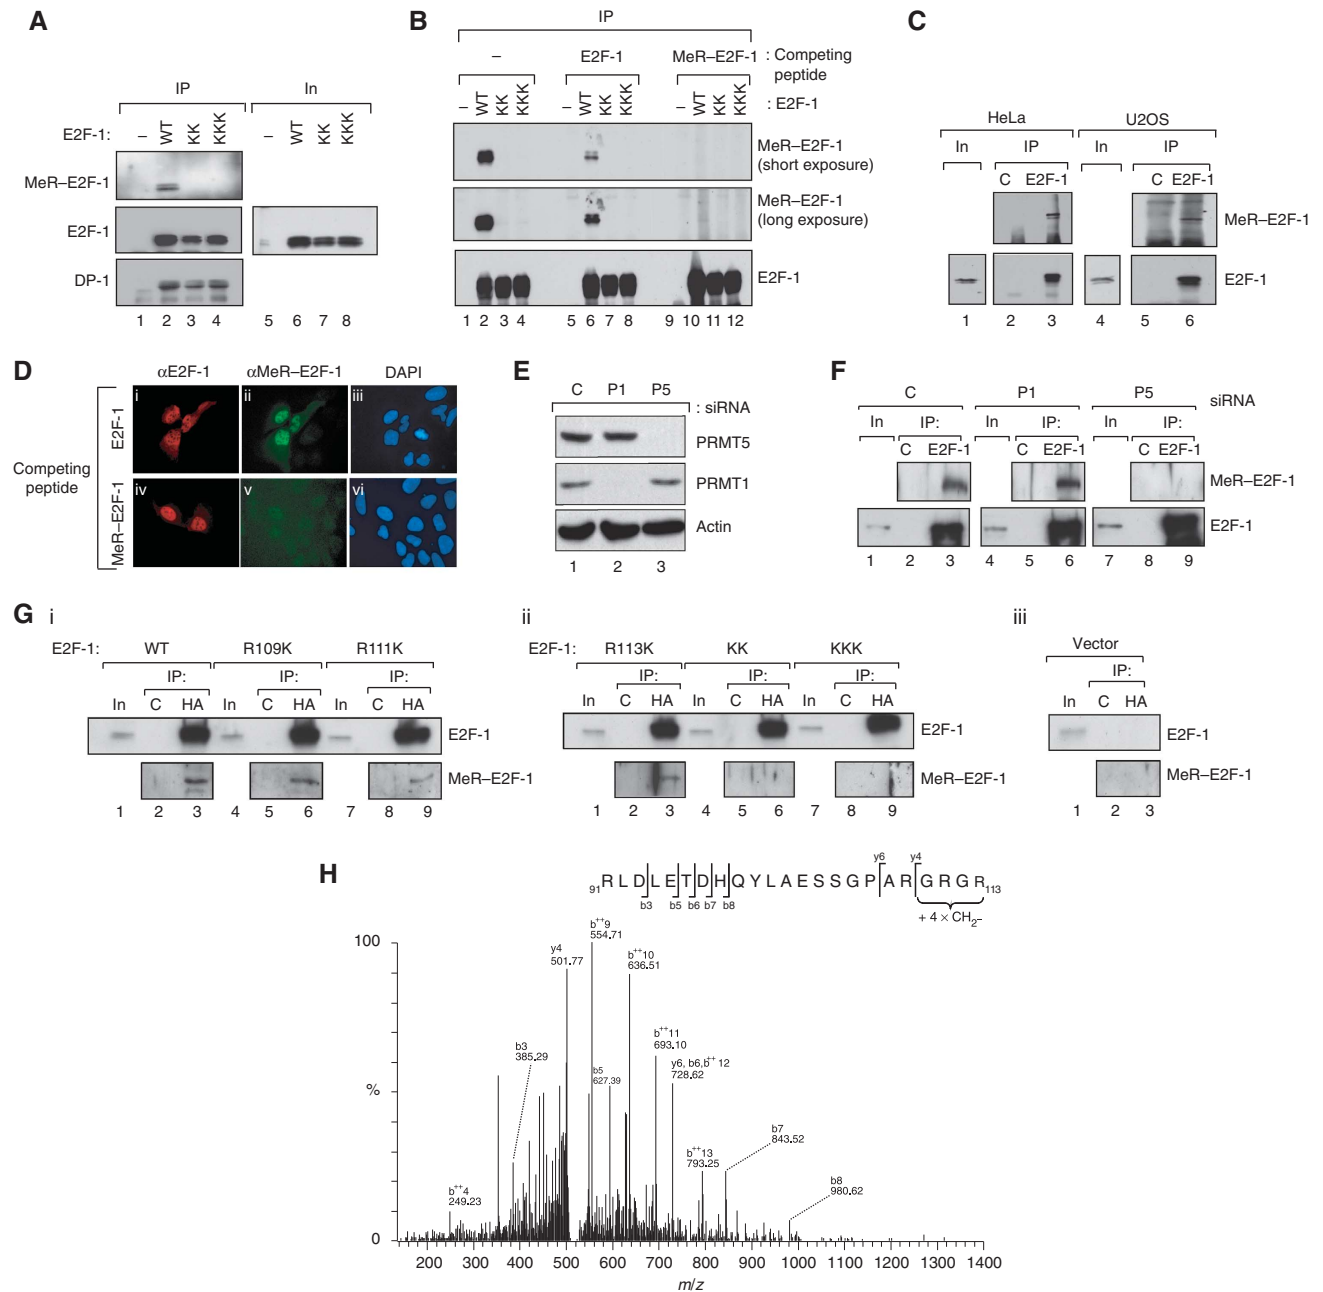 A
IP In
E2F-1: – WT KK KKK – WT KK KKK
MeR–E2F-1
E2F-1
DP-1
1 2 3 4 5 6 7 8
B
IP
– E2F-1 MeR–E2F-1 : Competing peptide
– WT KK KKK – WT KK KKK – WT KK KKK : E2F-1
MeR–E2F-1
(short exposure)
MeR–E2F-1
(long exposure)
E2F-1
1 2 3 4 5 6 7 8 9 10 11 12
C
HeLa U2OS
In IP In IP
C E2F-1 C E2F-1
MeR–E2F-1
E2F-1
1 2 3 4 5 6
D
αE2F-1 αMeR–E2F-1 DAPI
Competing
peptide
E2F-1
MeR–E2F-1
i ii iii
iv v vi
E
C P1 P5
: siRNA
PRMT5
PRMT1
Actin
1 2 3
F
C P1 P5 siRNA
In IP: In IP: In IP:
C E2F-1 C E2F-1 C E2F-1
MeR–E2F-1
E2F-1
1 2 3 4 5 6 7 8 9
G
i
E2F-1: WT R109K R111K
IP: IP: IP:
In C HA In C HA In C HA
E2F-1
MeR–E2F-1
1 2 3 4 5 6 7 8 9
ii
E2F-1: R113K KK KKK
IP: IP: IP:
In C HA In C HA In C HA
E2F-1
MeR–E2F-1
1 2 3 4 5 6 7 8 9
iii
Vector
IP:
In C HA
E2F-1
MeR–E2F-1
1 2 3
H
y6 y4
91RLDLETDHQYLAESSGPARGRGR113
b3 b5 b6 b7 b8
+ 4 × CH2–
100
%
0
b++4
249.23
b3
385.29
y4
501.77
b++9
554.71
b5
627.39
b++10
636.51
b++11
693.10
y6, b6,b++ 12
728.62
b++13
793.25
b7
843.52
b8
980.62
200 300 400 500 600 700 800 900 1000 1100 1200 1300 1400
m/z